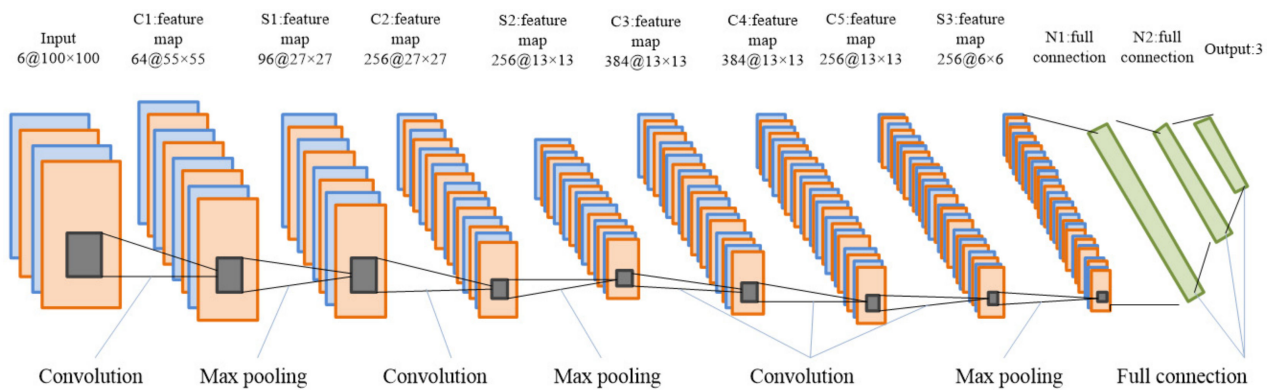 Input
6@100×100
C1:feature
map
64@55×55
S1:feature
map
96@27×27
C2:feature
map
256@27×27
S2:feature
map
256@13×13
C3:feature
map
384@13×13
C4:feature
map
384@13×13
C5:feature
map
256@13×13
S3:feature
map
256@6×6
N1:full
connection
N2:full
connection
Output:3
Convolution
Max pooling
Convolution
Max pooling
Convolution
Max pooling
Full connection